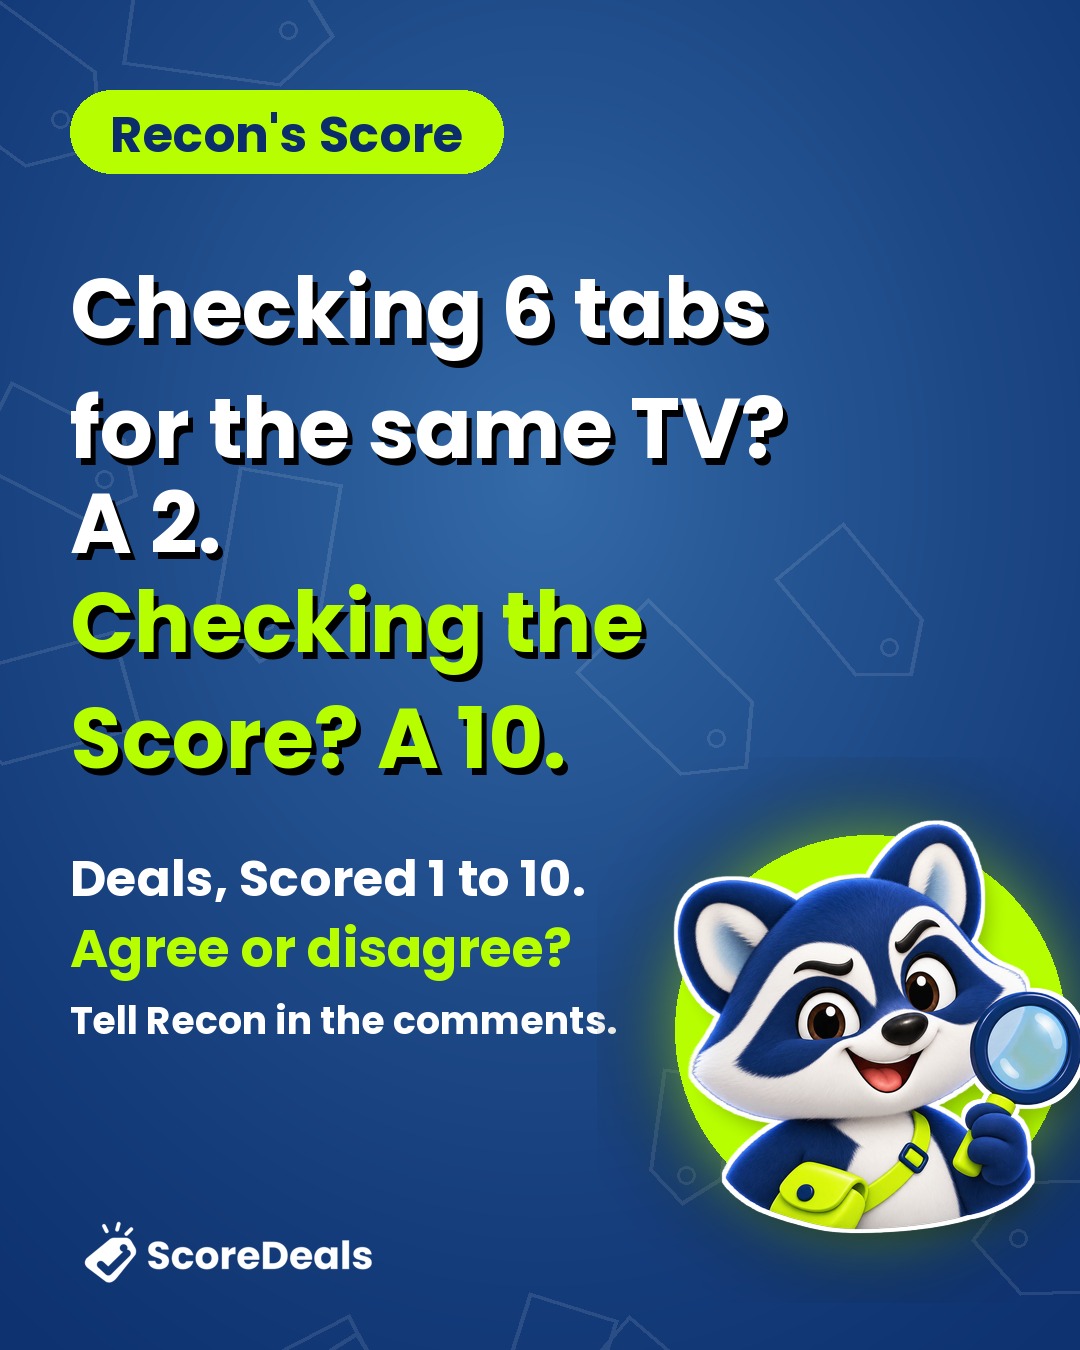 Recon's Score
Checking 6 tabs
for the same TV?
A 2.
Checking the
Score? A 10.
Deals, Scored 1 to 10.
Agree or disagree?
Tell Recon in the comments.
ScoreDeals